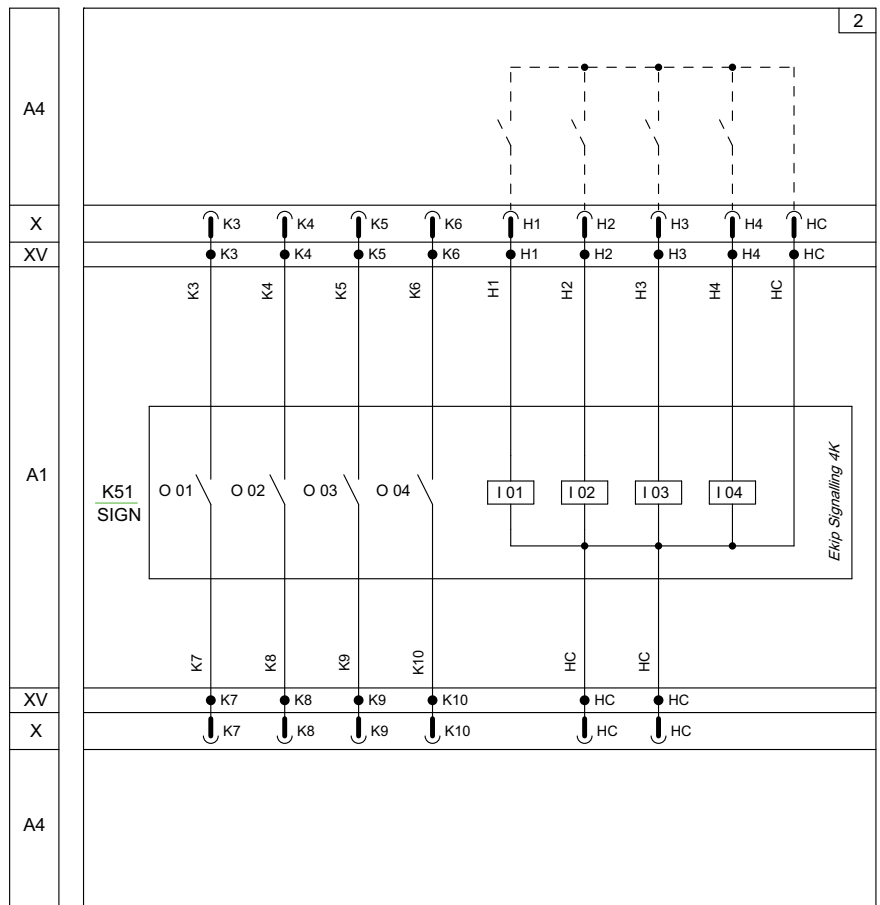 2
A4
X K3 K4 K5 K6 H1 H2 H3 H4 HC
XV K3 K4 K5 K6 H1 H2 H3 H4 HC
K3 K4 K5 K6 H1 H2 H3 H4 HC
A1
K51
SIGN
O 01 O 02 O 03 O 04 I 01 I 02 I 03 I 04
Ekip Signalling 4K
K7 K8 K9 K10 HC HC
XV K7 K8 K9 K10 HC HC
X K7 K8 K9 K10 HC HC
A4